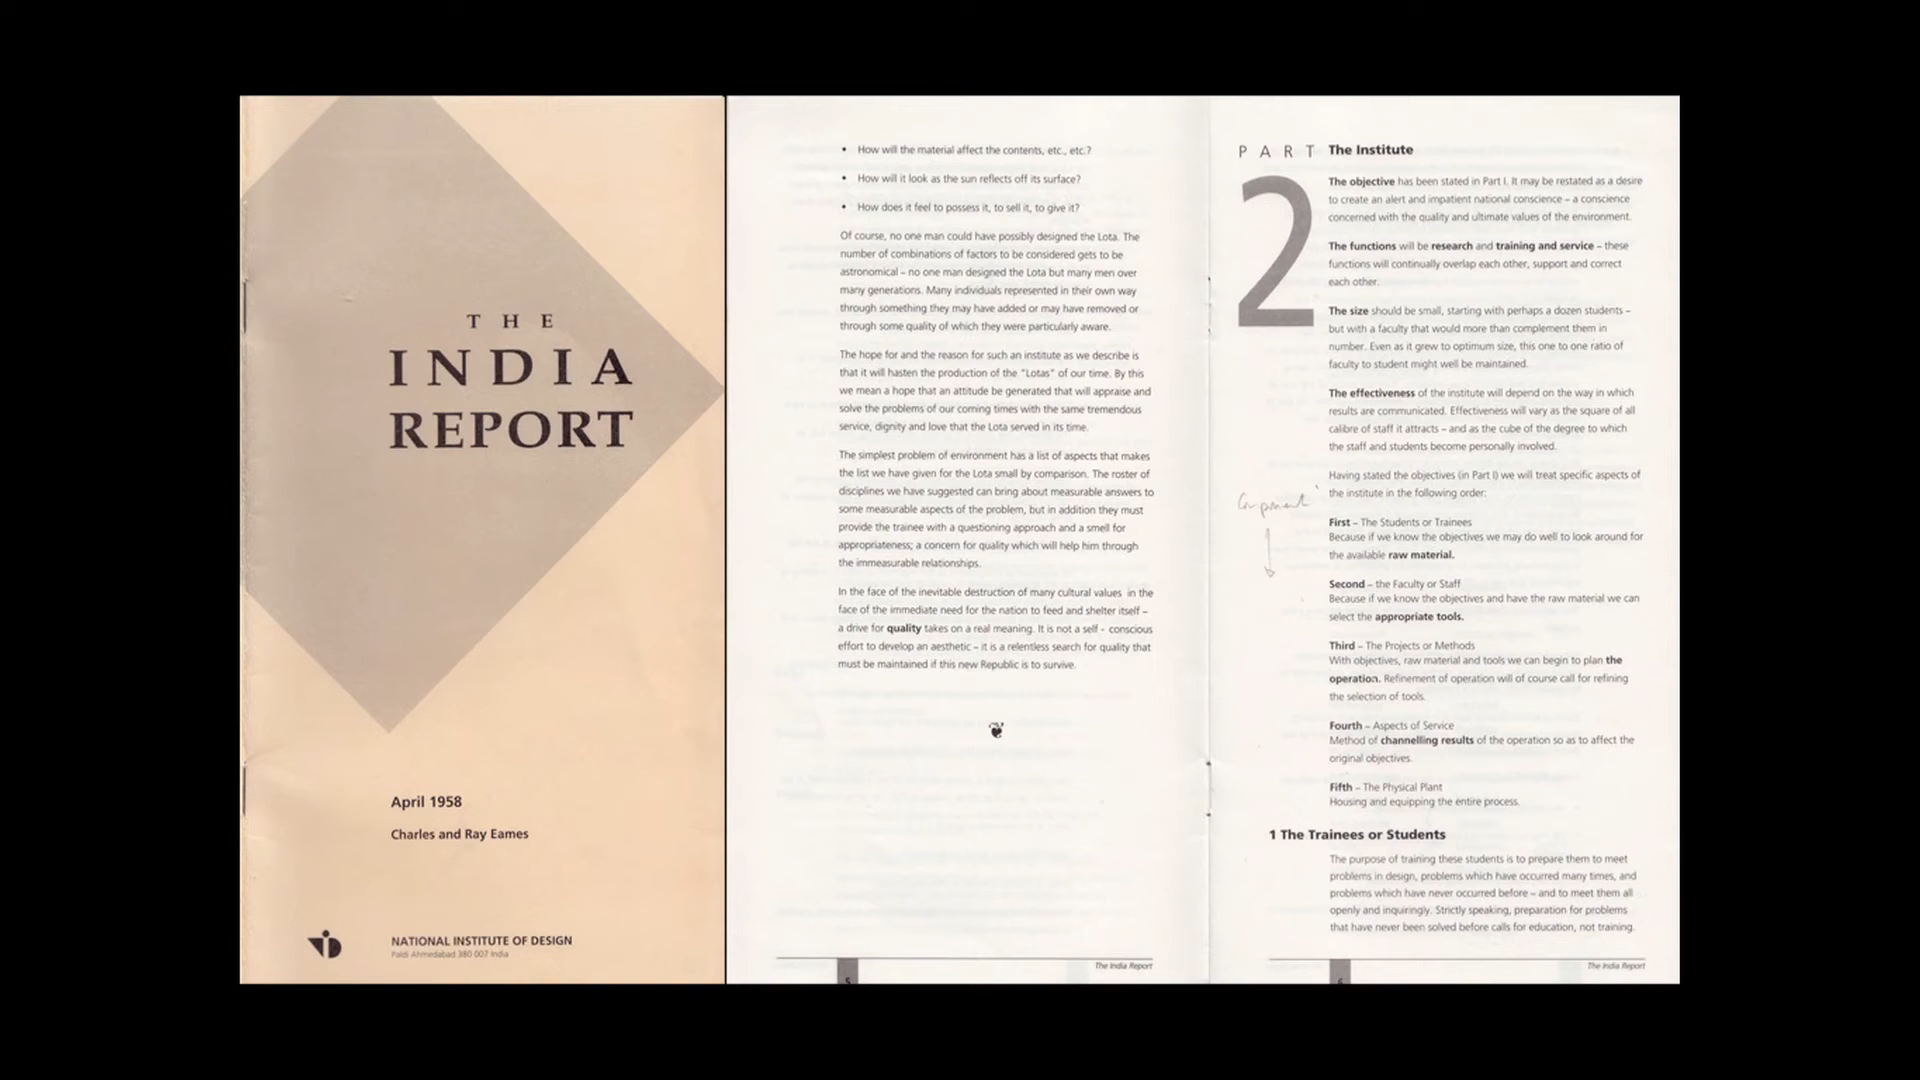 THE
INDIA
REPORT
April 1958
Charles and Ray Eames
NATIONAL INSTITUTE OF DESIGN
Paldi Ahmedabad 380 007 India
• How will the material affect the contents, etc., etc.?
• How will it look as the sun reflects off its surface?
• How does it feel to possess it, to sell it, to give it?
Of course, no one man could have possibly designed the Lota. The
number of combinations of factors to be considered gets to be
astronomical – no one man designed the Lota but many men over
many generations. Many individuals represented in their own way
through something they may have added or may have removed or
through some quality of which they were particularly aware.
The hope for and the reason for such an institute as we describe is
that it will hasten the production of the "Lotas" of our time. By this
we mean a hope that an attitude be generated that will appraise and
solve the problems of our coming times with the same tremendous
service, dignity and love that the Lota served in its time.
The simplest problem of environment has a list of aspects that makes
the list we have given for the Lota small by comparison. The roster of
disciplines we have suggested can bring about measurable answers to
some measurable aspects of the problem, but in addition they must
provide the trainee with a questioning approach and a smell for
appropriateness; a concern for quality which will help him through
the immeasurable relationships.
In the face of the inevitable destruction of many cultural values in the
face of the immediate need for the nation to feed and shelter itself –
a drive for quality takes on a real meaning. It is not a self - conscious
effort to develop an aesthetic – it is a relentless search for quality that
must be maintained if this new Republic is to survive.
The India Report
5
PART 2
The Institute
The objective has been stated in Part I. It may be restated as a desire
to create an alert and impatient national conscience – a conscience
concerned with the quality and ultimate values of the environment.
The functions will be research and training and service – these
functions will continually overlap each other, support and correct
each other.
The size should be small, starting with perhaps a dozen students –
but with a faculty that would more than complement them in
number. Even as it grew to optimum size, this one to one ratio of
faculty to student might well be maintained.
The effectiveness of the institute will depend on the way in which
results are communicated. Effectiveness will vary as the square of all
calibre of staff it attracts – and as the cube of the degree to which
the staff and students become personally involved.
Having stated the objectives (in Part I) we will treat specific aspects of
the institute in the following order:
First – The Students or Trainees
Because if we know the objectives we may do well to look around for
the available raw material.
Second – the Faculty or Staff
Because if we know the objectives and have the raw material we can
select the appropriate tools.
Third – The Projects or Methods
With objectives, raw material and tools we can begin to plan the
operation. Refinement of operation will of course call for refining
the selection of tools.
Fourth – Aspects of Service
Method of channelling results of the operation so as to affect the
original objectives.
Fifth – The Physical Plant
Housing and equipping the entire process.
1 The Trainees or Students
The purpose of training these students is to prepare them to meet
problems in design, problems which have occurred many times, and
problems which have never occurred before – and to meet them all
openly and inquiringly. Strictly speaking, preparation for problems
that have never been solved before calls for education, not training.
The India Report
6